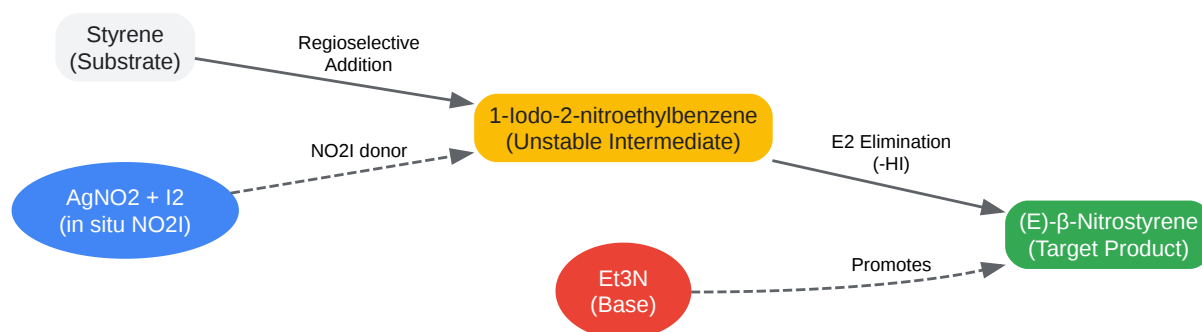 Styrene
(Substrate)
Regioselective
Addition
1-Iodo-2-nitroethylbenzene
(Unstable Intermediate)
E2 Elimination
(-HI)
NO2I donor
AgNO2 + I2
(in situ NO2I)
(E)-β-Nitrostyrene
(Target Product)
Et3N
(Base)
Promotes